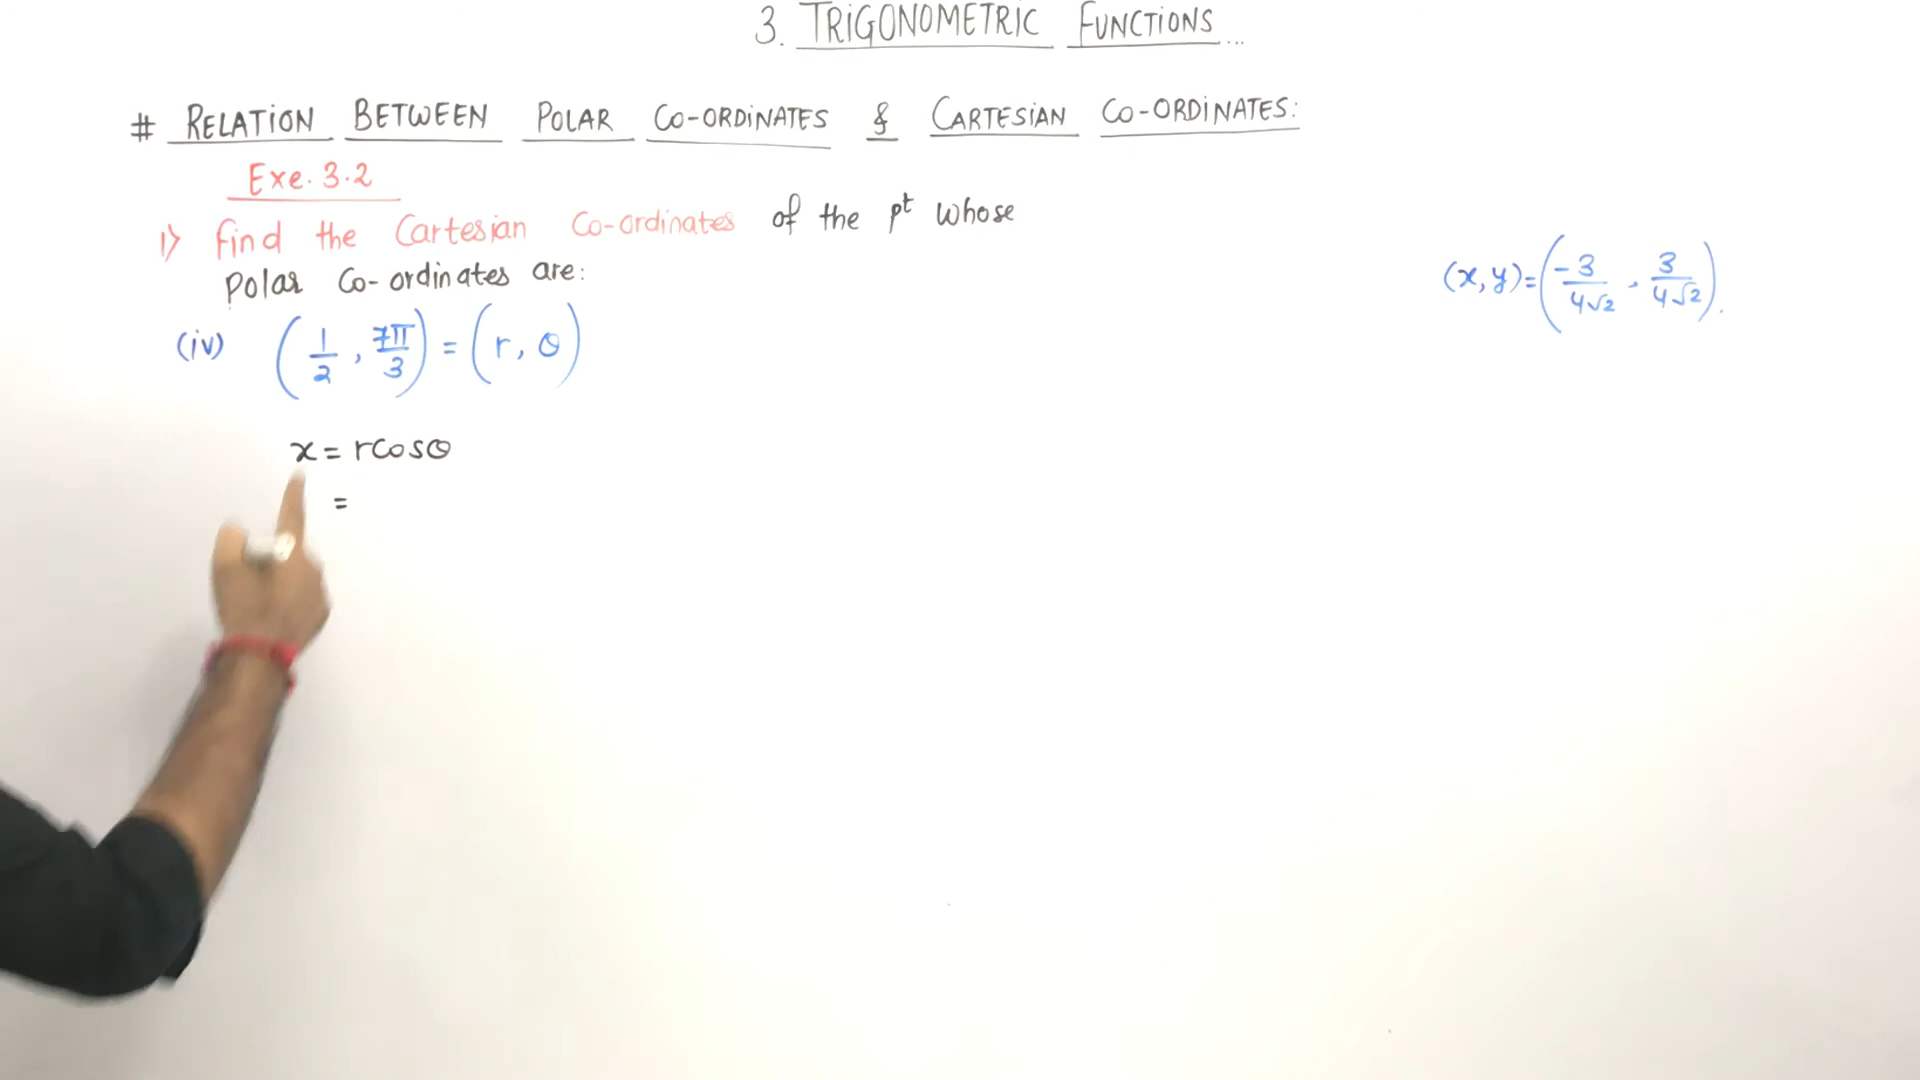 3. TRIGONOMETRIC FUNCTIONS...
# RELATION BETWEEN POLAR CO-ORDINATES & CARTESIAN CO-ORDINATES:
Exe. 3.2
1) Find the Cartesian Co-ordinates of the pt whose
Polar Co-ordinates are:
(x, y) = (-3/4√2, 3/4√2).
(iv) (1/2, 7π/3) = (r, θ)
x = rcosθ
=